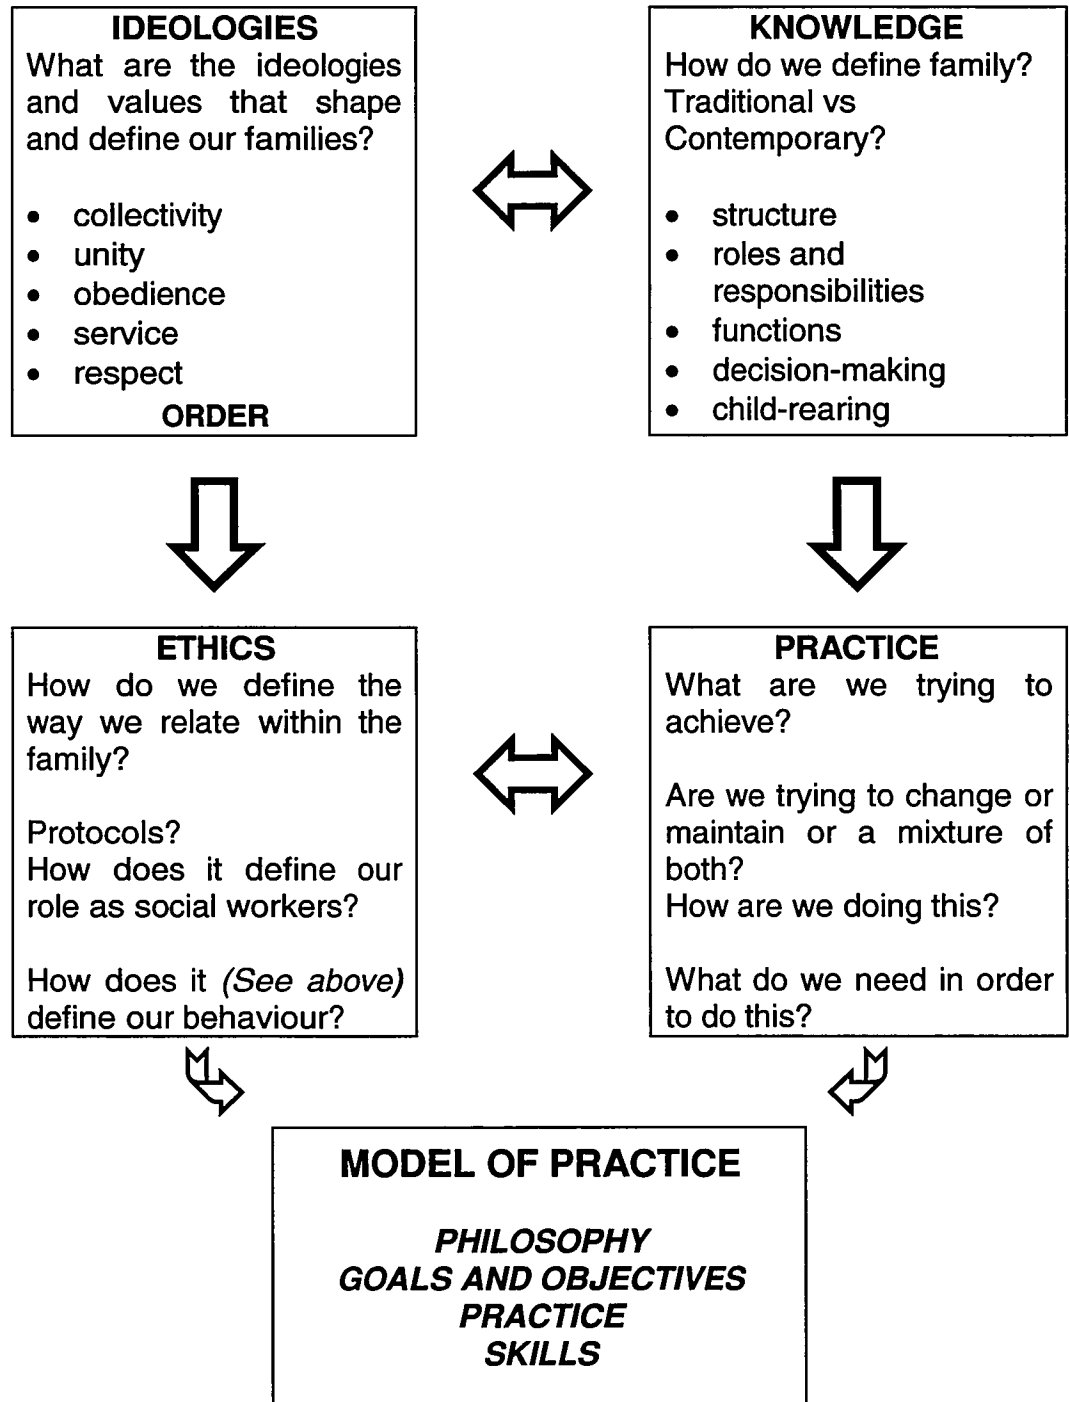 IDEOLOGIES
What are the ideologies
and values that shape
and define our families?
• collectivity
• unity
• obedience
• service
• respect
ORDER
KNOWLEDGE
How do we define family?
Traditional vs
Contemporary?
• structure
• roles and
responsibilities
• functions
• decision-making
• child-rearing
ETHICS
How do we define the
way we relate within the
family?
Protocols?
How does it define our
role as social workers?
How does it (See above)
define our behaviour?
PRACTICE
What are we trying to
achieve?
Are we trying to change or
maintain or a mixture of
both?
How are we doing this?
What do we need in order
to do this?
MODEL OF PRACTICE
PHILOSOPHY
GOALS AND OBJECTIVES
PRACTICE
SKILLS